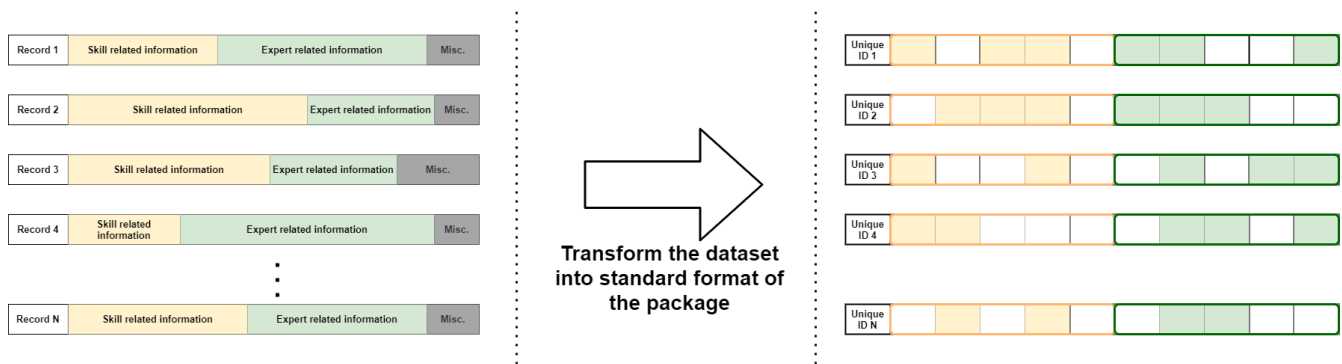 Record 1 Skill related information Expert related information Misc.
Record 2 Skill related information Expert related information Misc.
Record 3 Skill related information Expert related information Misc.
Record 4 Skill related
information Expert related information Misc.
Record N Skill related information Expert related information Misc.
Transform the dataset
into standard format of
the package
Unique
ID 1
Unique
ID 2
Unique
ID 3
Unique
ID 4
Unique
ID N